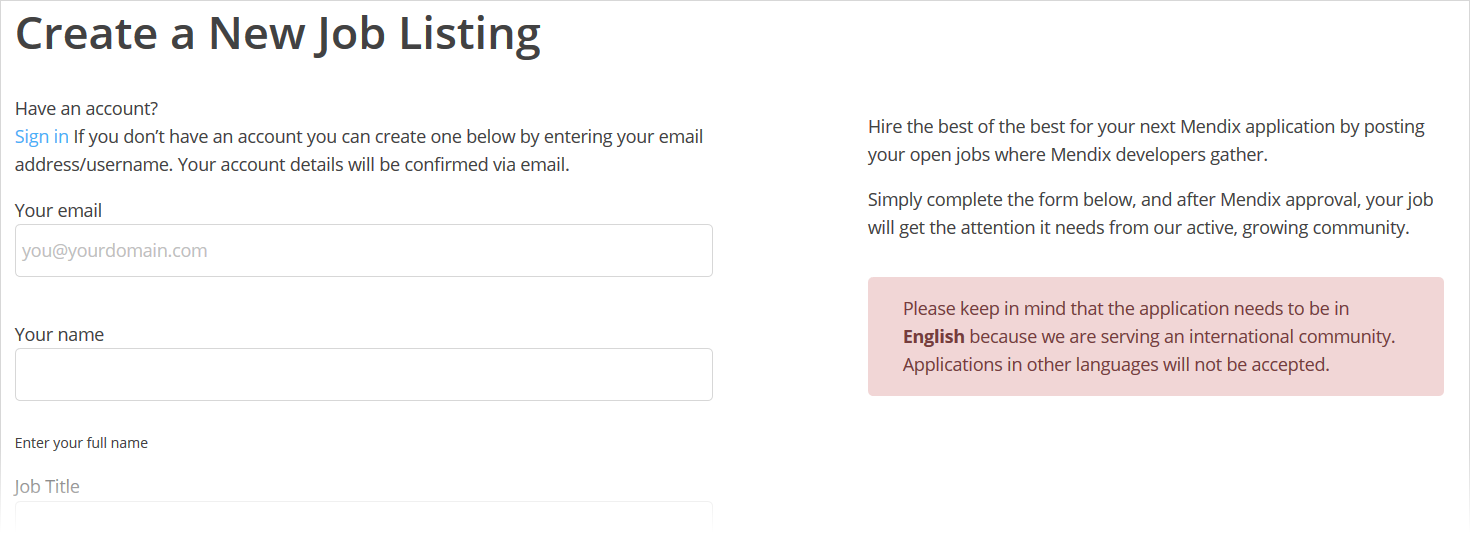 Create a New Job Listing
Have an account?
Sign in If you don’t have an account you can create one below by entering your email
address/username. Your account details will be confirmed via email.
Your email
you@yourdomain.com
Your name
Enter your full name
Job Title
Hire the best of the best for your next Mendix application by posting
your open jobs where Mendix developers gather.
Simply complete the form below, and after Mendix approval, your job
will get the attention it needs from our active, growing community.
Please keep in mind that the application needs to be in
English because we are serving an international community.
Applications in other languages will not be accepted.